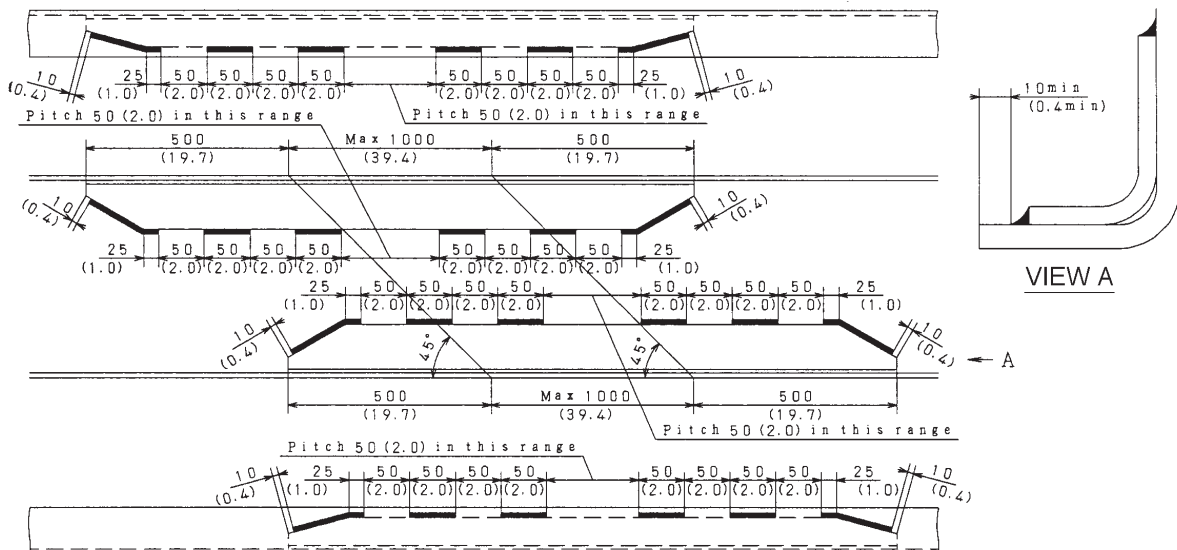 10 25 50 50 50 50 50 50 50 50 25 10
(0.4) (1.0) (2.0) (2.0) (2.0) (2.0) (2.0) (2.0) (2.0) (2.0) (1.0) (0.4)
Pitch 50 (2.0) in this range Pitch 50 (2.0) in this range
500 Max 1000 500
(19.7) (39.4) (19.7)
10 10
(0.4) (0.4)
25 50 50 50 50 50 50 50 50 25
(1.0) (2.0) (2.0) (2.0) (2.0) (2.0) (2.0) (2.0) (2.0) (1.0)
25 50 50 50 50 50 50 50 50 25
(1.0) (2.0) (2.0) (2.0) (2.0) (2.0) (2.0) (2.0) (2.0) (1.0)
10 10
(0.4) (0.4)
45° 45°
A
500 Max 1000 500
(19.7) (39.4) (19.7)
Pitch 50 (2.0) in this range
Pitch 50 (2.0) in this range
10 25 50 50 50 50 50 50 50 50 25 10
(0.4) (1.0) (2.0) (2.0) (2.0) (2.0) (2.0) (2.0) (2.0) (2.0) (1.0) (0.4)
10min
(0.4min)
VIEW A